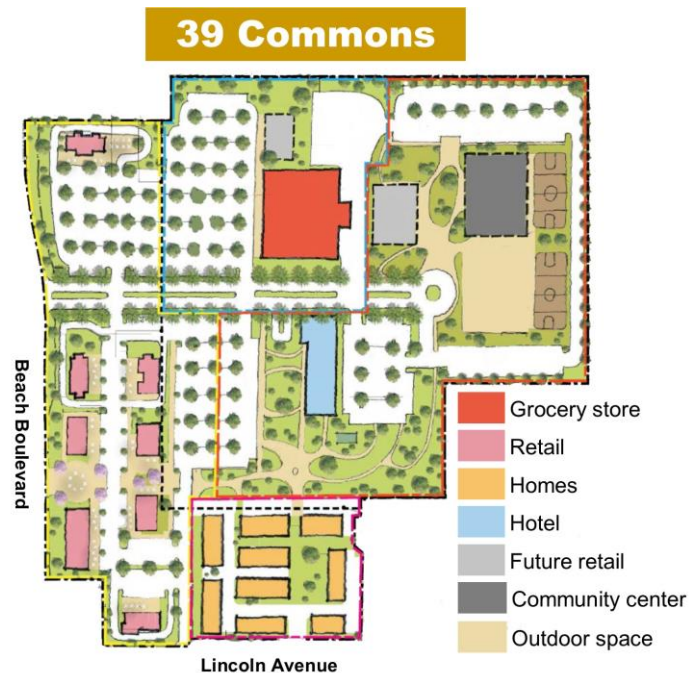 39 Commons
Beach Boulevard
Grocery store
Retail
Homes
Hotel
Future retail
Community center
Outdoor space
Lincoln Avenue